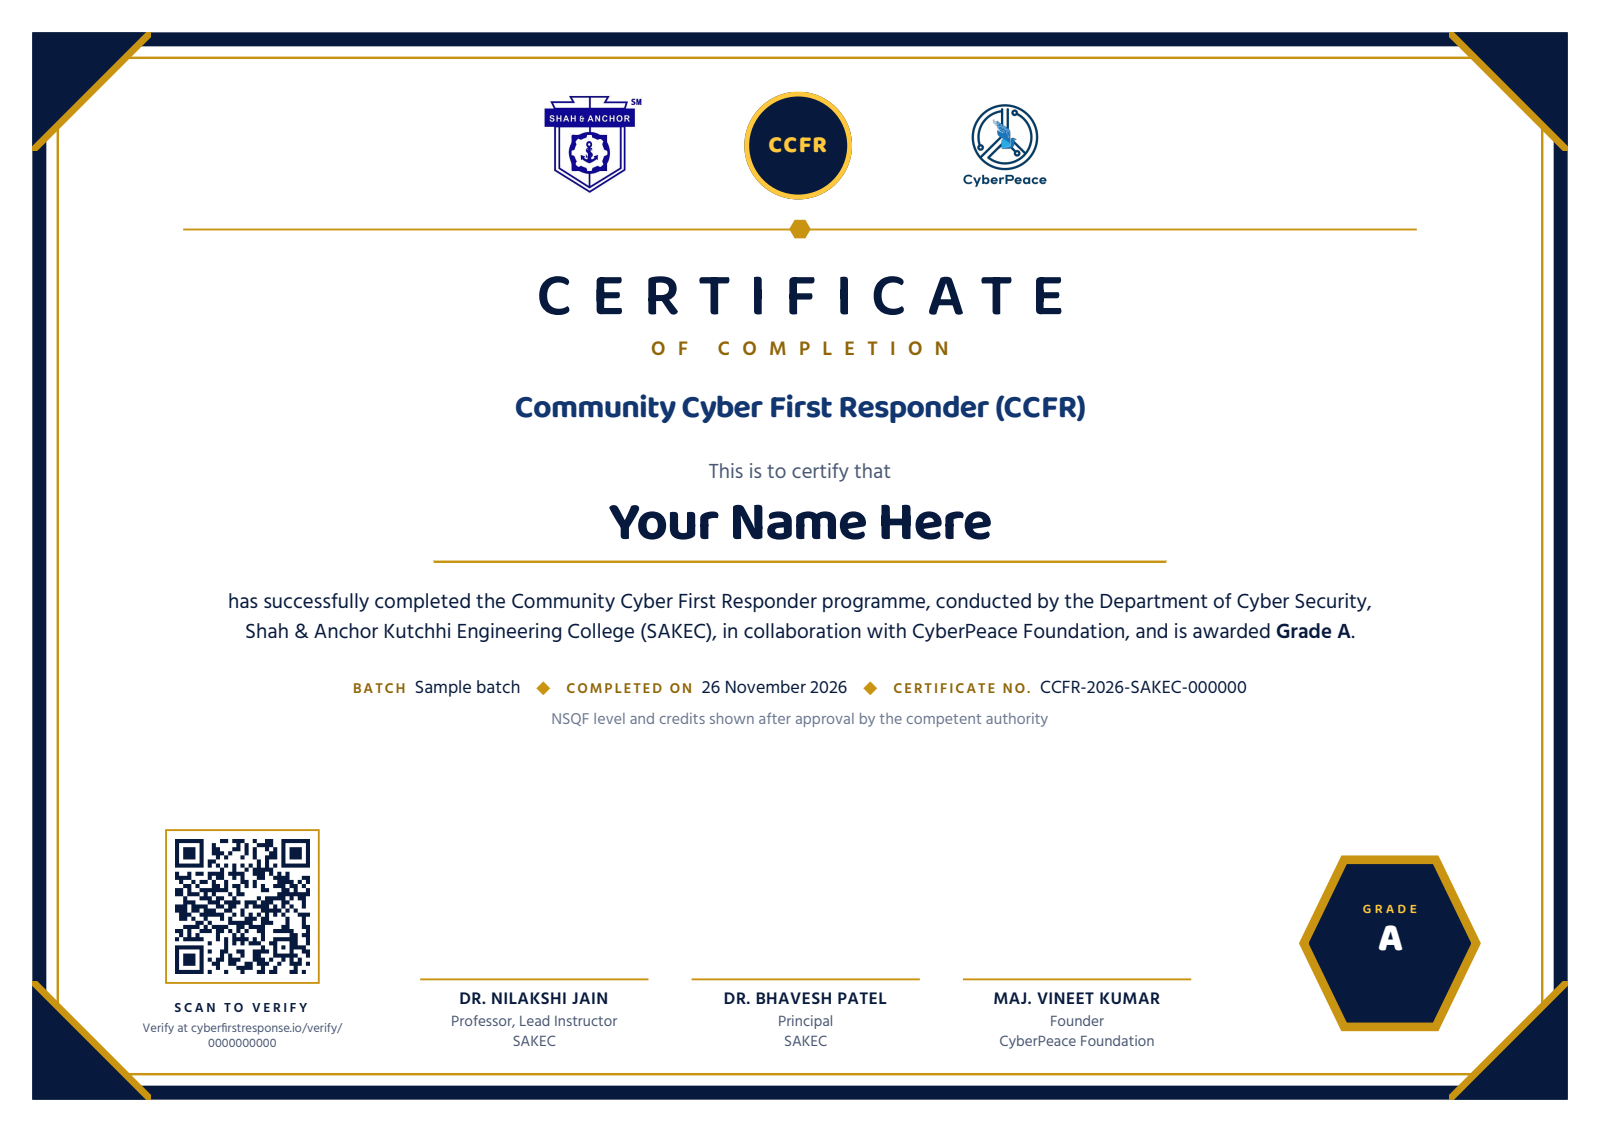 SHAH & ANCHOR
SM
CCFR
CyberPeace
CERTIFICATE
OF COMPLETION
Community Cyber First Responder (CCFR)
This is to certify that
Your Name Here
has successfully completed the Community Cyber First Responder programme, conducted by the Department of Cyber Security,
Shah & Anchor Kutchhi Engineering College (SAKEC), in collaboration with CyberPeace Foundation, and is awarded Grade A.
BATCH Sample batch ◆ COMPLETED ON 26 November 2026 ◆ CERTIFICATE NO. CCFR-2026-SAKEC-000000
NSQF level and credits shown after approval by the competent authority
SCAN TO VERIFY
Verify at cyberfirstresponse.io/verify/
0000000000
DR. NILAKSHI JAIN
Professor, Lead Instructor
SAKEC
DR. BHAVESH PATEL
Principal
SAKEC
MAJ. VINEET KUMAR
Founder
CyberPeace Foundation
GRADE
A